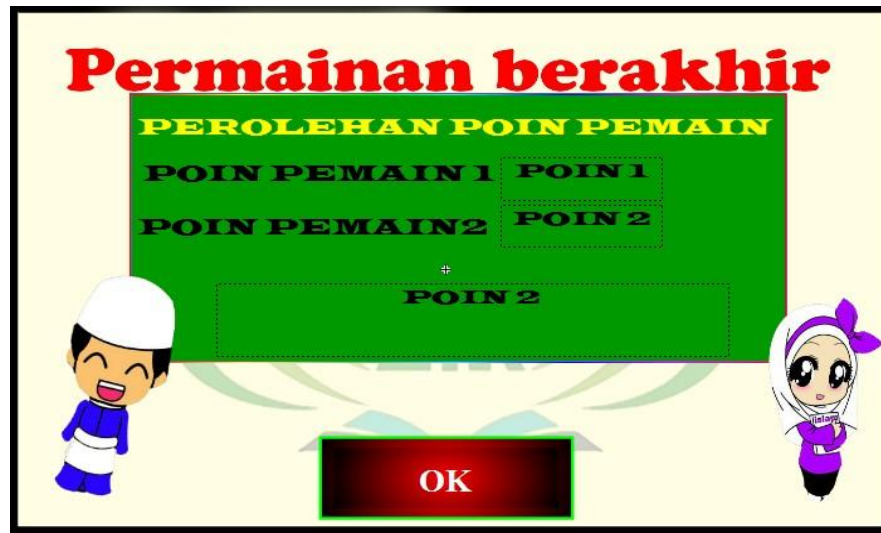 Permainan berakhir
PEROLEHAN POIN PEMAIN
POIN PEMAIN 1 POIN 1
POIN PEMAIN2 POIN 2
POIN 2
OK